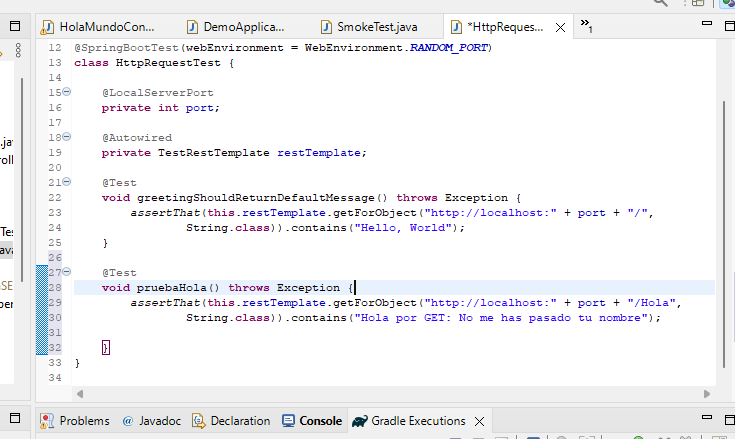 HolaMundoCon...
DemoApplica...
SmokeTest.java
*HttpReques...
»1
12 @SpringBootTest(webEnvironment = WebEnvironment.RANDOM_PORT)
13 class HttpRequestTest {
14
15 @LocalServerPort
16 private int port;
17
18 @Autowired
19 private TestRestTemplate restTemplate;
20
21 @Test
22 void greetingShouldReturnDefaultMessage() throws Exception {
23 assertThat(this.restTemplate.getForObject("http://localhost:" + port + "/",
24 String.class)).contains("Hello, World");
25 }
26
27 @Test
28 void pruebaHola() throws Exception {
29 assertThat(this.restTemplate.getForObject("http://localhost:" + port + "/Hola",
30 String.class)).contains("Hola por GET: No me has pasado tu nombre");
31
32 }
33 }
34
Problems
@ Javadoc
Declaration
Console
Gradle Executions